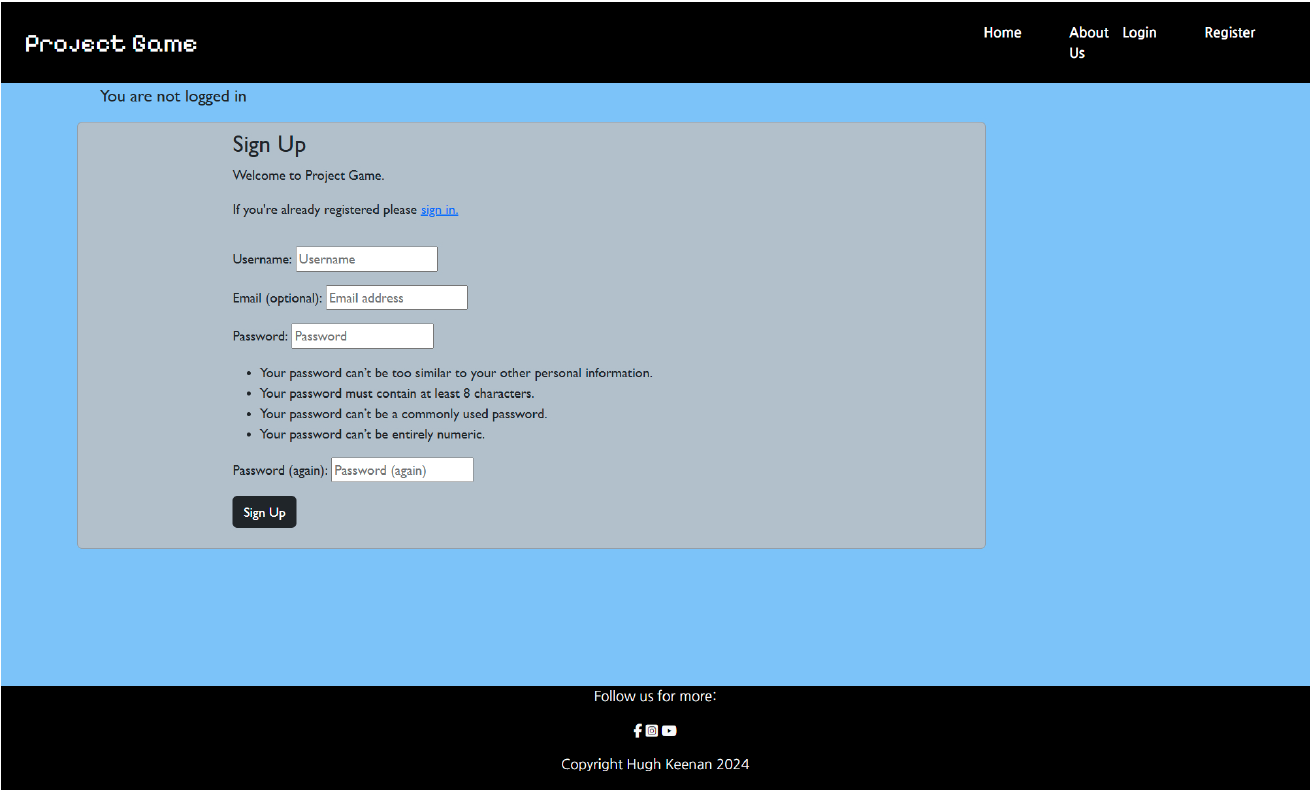 Project Game
Home
About
Us
Login
Register
You are not logged in
Sign Up
Welcome to Project Game.
If you're already registered please sign in.
Username: Username
Email (optional): Email address
Password: Password
• Your password can't be too similar to your other personal information.
• Your password must contain at least 8 characters.
• Your password can't be a commonly used password.
• Your password can't be entirely numeric.
Password (again): Password (again)
Sign Up
Follow us for more:
Copyright Hugh Keenan 2024